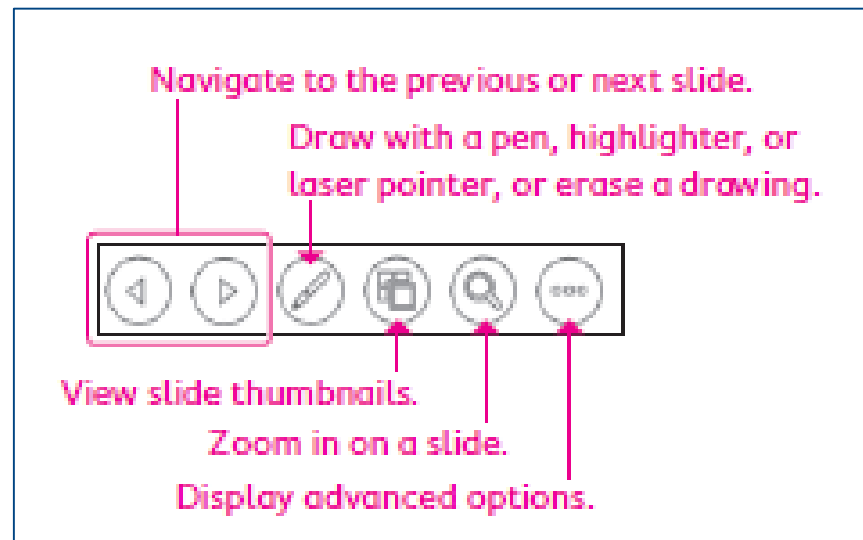 Navigate to the previous or next slide.
Draw with a pen, highlighter, or
laser pointer, or erase a drawing.
View slide thumbnails.
Zoom in on a slide.
Display advanced options.